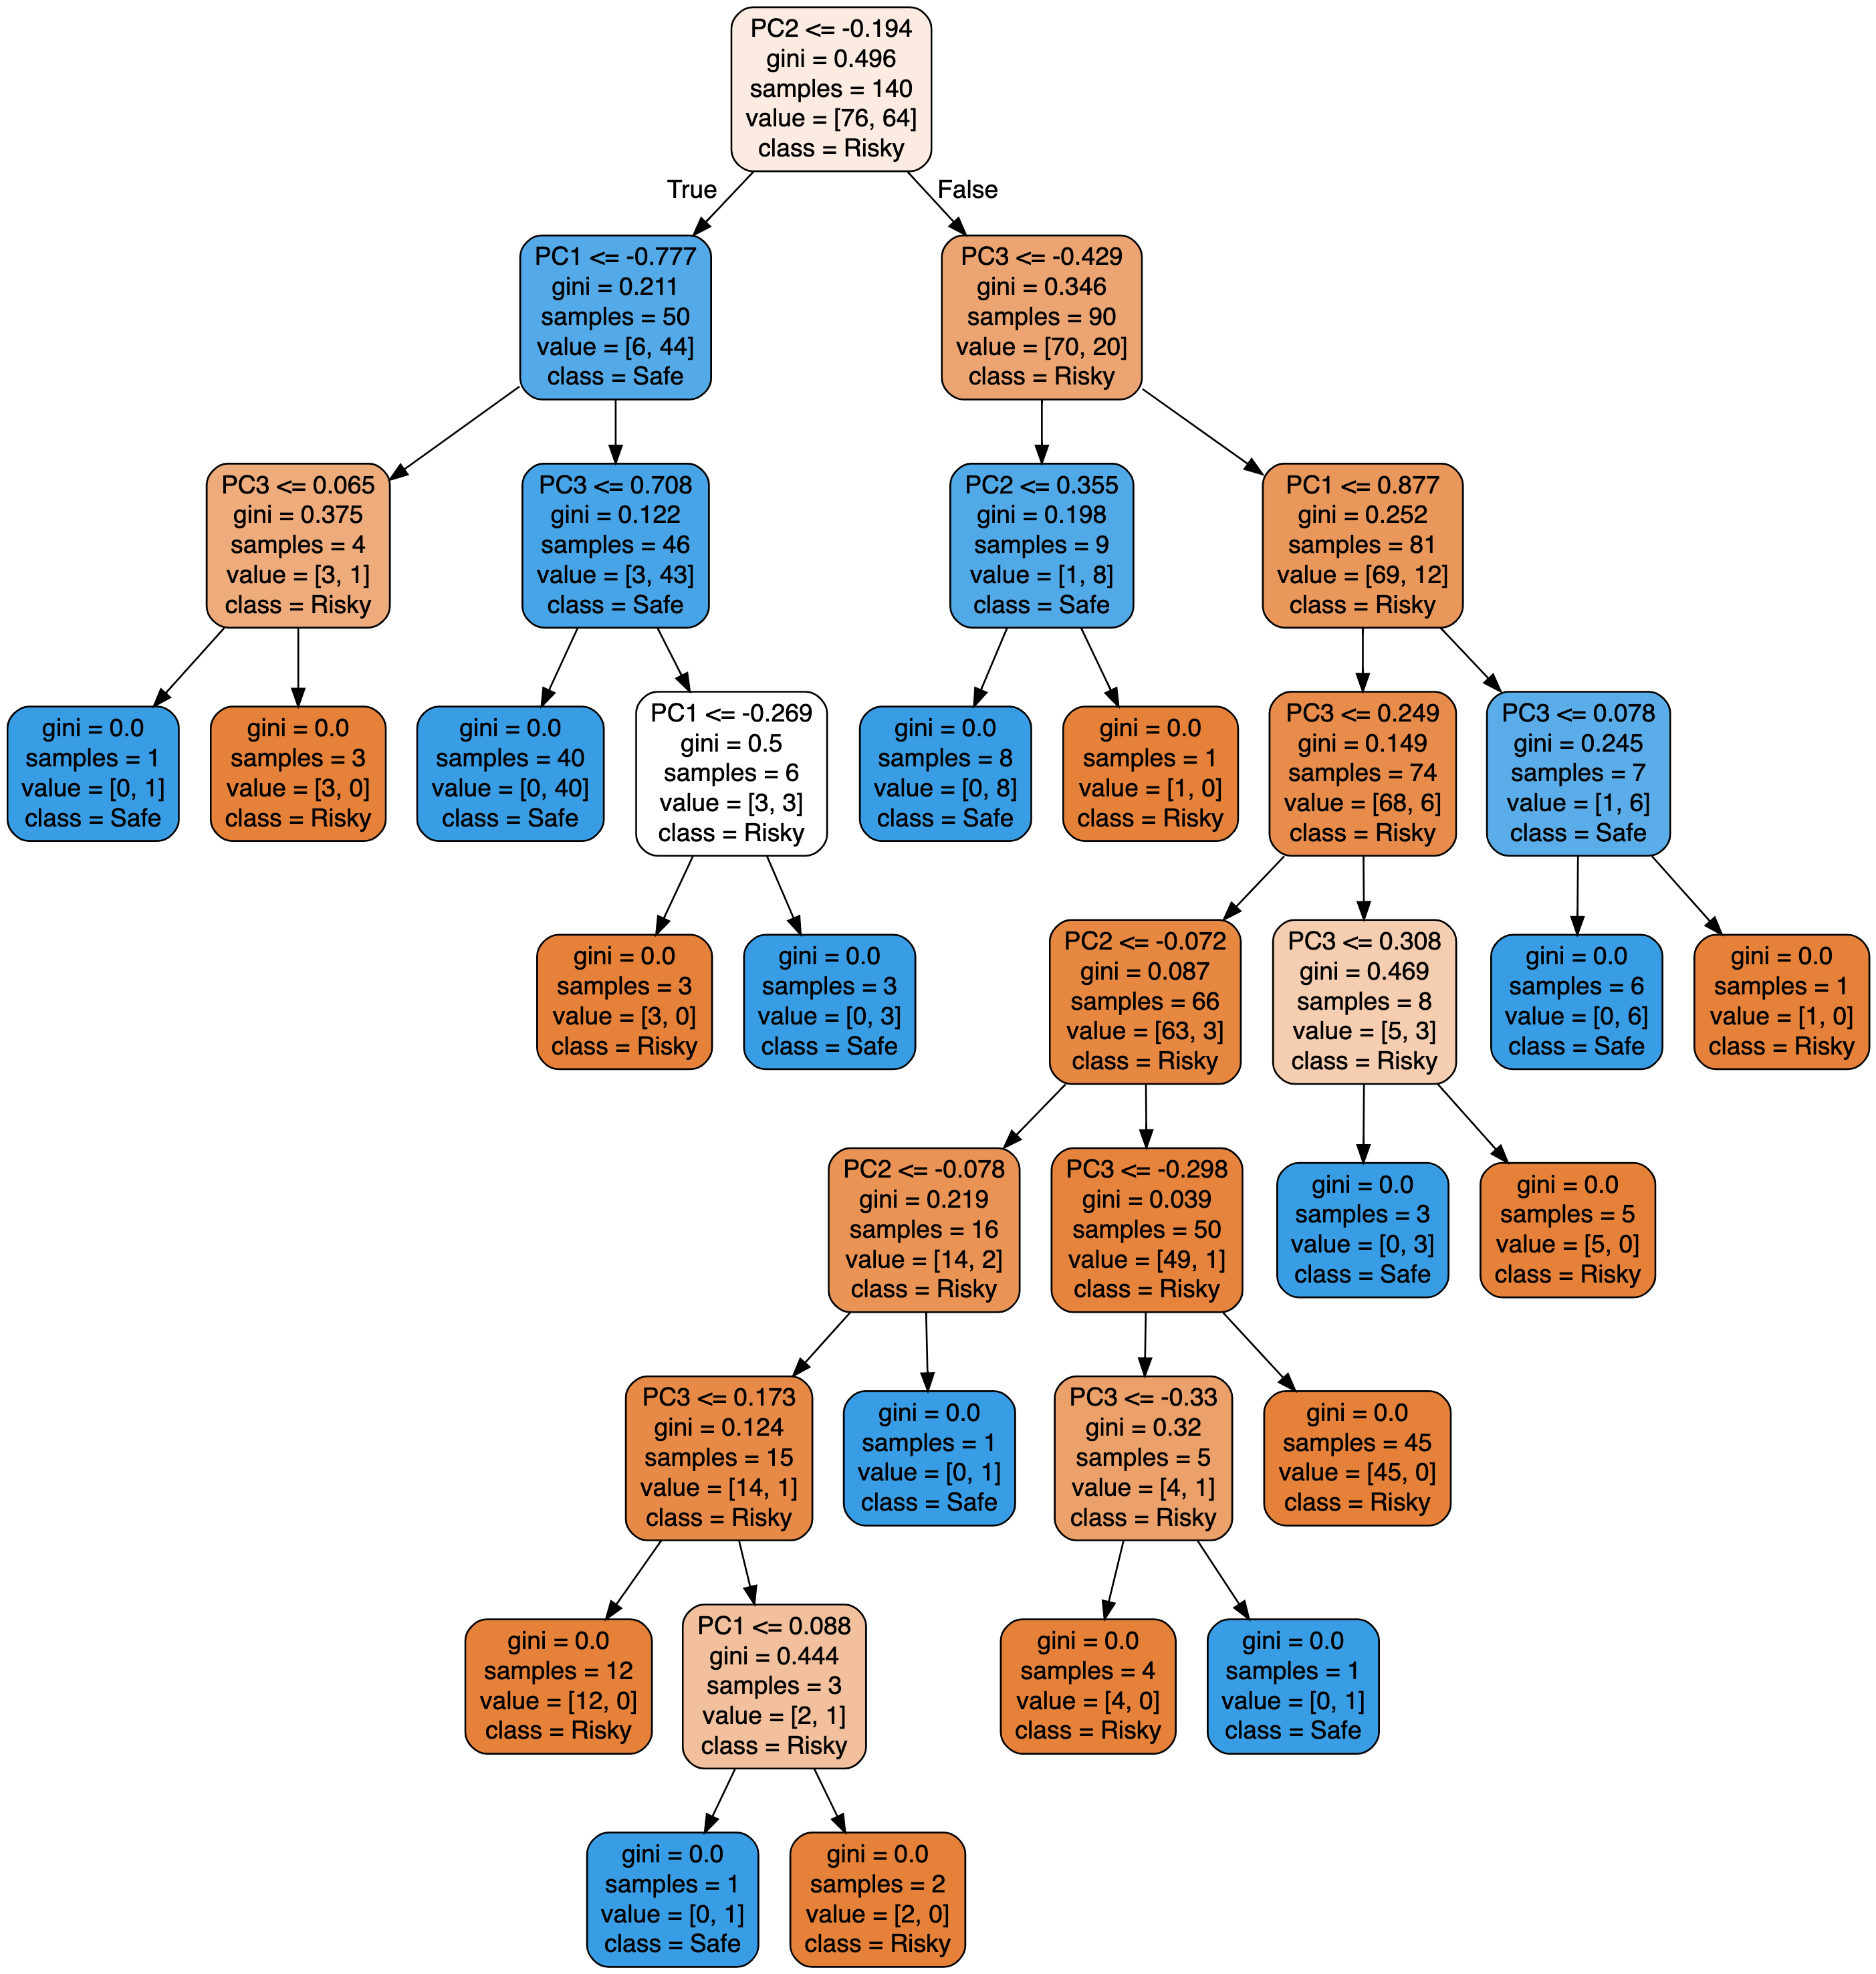 PC2 <= -0.194
gini = 0.496
samples = 140
value = [76, 64]
class = Risky
True
False
PC1 <= -0.777
gini = 0.211
samples = 50
value = [6, 44]
class = Safe
PC3 <= -0.429
gini = 0.346
samples = 90
value = [70, 20]
class = Risky
PC3 <= 0.065
gini = 0.375
samples = 4
value = [3, 1]
class = Risky
PC3 <= 0.708
gini = 0.122
samples = 46
value = [3, 43]
class = Safe
PC2 <= 0.355
gini = 0.198
samples = 9
value = [1, 8]
class = Safe
PC1 <= 0.877
gini = 0.252
samples = 81
value = [69, 12]
class = Risky
gini = 0.0
samples = 1
value = [0, 1]
class = Safe
gini = 0.0
samples = 3
value = [3, 0]
class = Risky
gini = 0.0
samples = 40
value = [0, 40]
class = Safe
PC1 <= -0.269
gini = 0.5
samples = 6
value = [3, 3]
class = Risky
gini = 0.0
samples = 8
value = [0, 8]
class = Safe
gini = 0.0
samples = 1
value = [1, 0]
class = Risky
PC3 <= 0.249
gini = 0.149
samples = 74
value = [68, 6]
class = Risky
PC3 <= 0.078
gini = 0.245
samples = 7
value = [1, 6]
class = Safe
gini = 0.0
samples = 3
value = [3, 0]
class = Risky
gini = 0.0
samples = 3
value = [0, 3]
class = Safe
PC2 <= -0.072
gini = 0.087
samples = 66
value = [63, 3]
class = Risky
PC3 <= 0.308
gini = 0.469
samples = 8
value = [5, 3]
class = Risky
gini = 0.0
samples = 6
value = [0, 6]
class = Safe
gini = 0.0
samples = 1
value = [1, 0]
class = Risky
PC2 <= -0.078
gini = 0.219
samples = 16
value = [14, 2]
class = Risky
PC3 <= -0.298
gini = 0.039
samples = 50
value = [49, 1]
class = Risky
gini = 0.0
samples = 3
value = [0, 3]
class = Safe
gini = 0.0
samples = 5
value = [5, 0]
class = Risky
PC3 <= 0.173
gini = 0.124
samples = 15
value = [14, 1]
class = Risky
gini = 0.0
samples = 1
value = [0, 1]
class = Safe
PC3 <= -0.33
gini = 0.32
samples = 5
value = [4, 1]
class = Risky
gini = 0.0
samples = 45
value = [45, 0]
class = Risky
gini = 0.0
samples = 12
value = [12, 0]
class = Risky
PC1 <= 0.088
gini = 0.444
samples = 3
value = [2, 1]
class = Risky
gini = 0.0
samples = 4
value = [4, 0]
class = Risky
gini = 0.0
samples = 1
value = [0, 1]
class = Safe
gini = 0.0
samples = 1
value = [0, 1]
class = Safe
gini = 0.0
samples = 2
value = [2, 0]
class = Risky